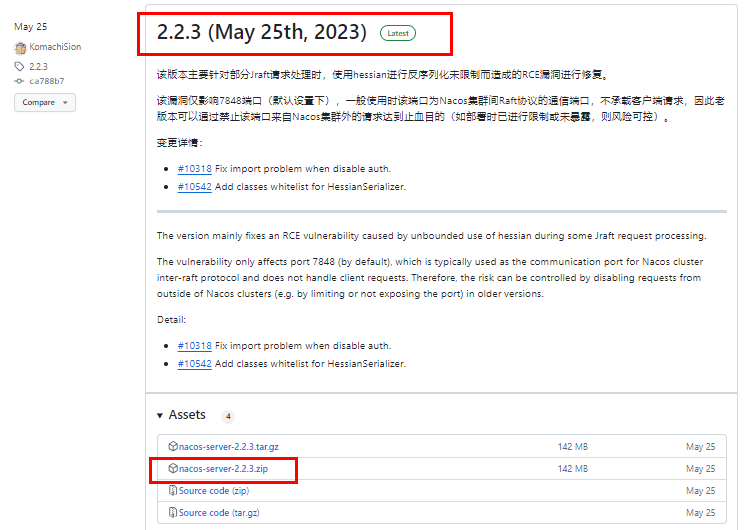 May 25
KomachiSion
2.2.3
ca788b7
Compare
2.2.3 (May 25th, 2023) Latest
该版本主要针对部分Jraft请求处理时，使用hessian进行反序列化未限制而造成的RCE漏洞进行修复。
该漏洞仅影响7848端口（默认设置下），一般使用时该端口为Nacos集群间Raft协议的通信端口，不承载客户端请求，因此老
版本可以通过禁止该端口来自Nacos集群外的请求达到止血目的（如部署时已进行限制或未暴露，则风险可控）。
变更详情：
#10318 Fix import problem when disable auth.
#10542 Add classes whitelist for HessianSerializer.
The version mainly fixes an RCE vulnerability caused by unbounded use of hessian during some Jraft request processing.
The vulnerability only affects port 7848 (by default), which is typically used as the communication port for Nacos cluster
inter-raft protocol and does not handle client requests. Therefore, the risk can be controlled by disabling requests from
outside of Nacos clusters (e.g. by limiting or not exposing the port) in older versions.
Detail:
#10318 Fix import problem when disable auth.
#10542 Add classes whitelist for HessianSerializer.
Assets 4
nacos-server-2.2.3.tar.gz 142 MB May 25
nacos-server-2.2.3.zip 142 MB May 25
Source code (zip) May 25
Source code (tar.gz) May 25